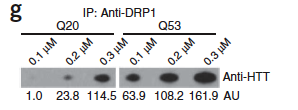 g
IP: Anti-DRP1
Q20 Q53
0.1 μM 0.2 μM 0.3 μM 0.1 μM 0.2 μM 0.3 μM
Anti-HTT
1.0 23.8 114.5 63.9 108.2 161.9 AU